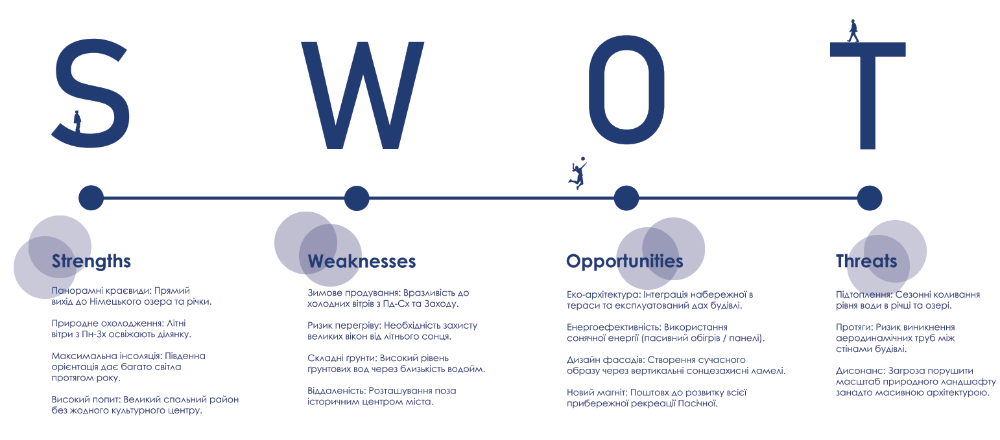 S W O T
Strengths
Панорамні краєвиди: Прямий
вихід до Німецького озера та річки.
Природне охолодження: Літні
вітри з Пн-Зх освіжають ділянку.
Максимальна інсоляція: Південна
орієнтація дає багато світла
протягом року.
Високий попит: Великий спальний район
без жодного культурного центру.
Weaknesses
Зимове продування: Вразливість до
холодних вітрів з Пд-Сх та Заходу.
Ризик перегріву: Необхідність захисту
великих вікон від літнього сонця.
Складні ґрунти: Високий рівень
ґрунтових вод через близькість водойм.
Віддаленість: Розташування поза
історичним центром міста.
Opportunities
Еко-архітектура: Інтеграція набережної в
тераси та експлуатований дах будівлі.
Енергоефективність: Використання
сонячної енергії (пасивний обігрів / панелі).
Дизайн фасадів: Створення сучасного
образу через вертикальні сонцезахисні ламелі.
Новий магніт: Поштовх до розвитку всієї
прибережної рекреації Пасічної.
Threats
Підтоплення: Сезонні коливання
рівня води в річці та озері.
Протяги: Ризик виникнення
аеродинамічних труб між
стінами будівлі.
Дисонанс: Загроза порушити
масштаб природного ландшафту
занадто масивною архітектурою.